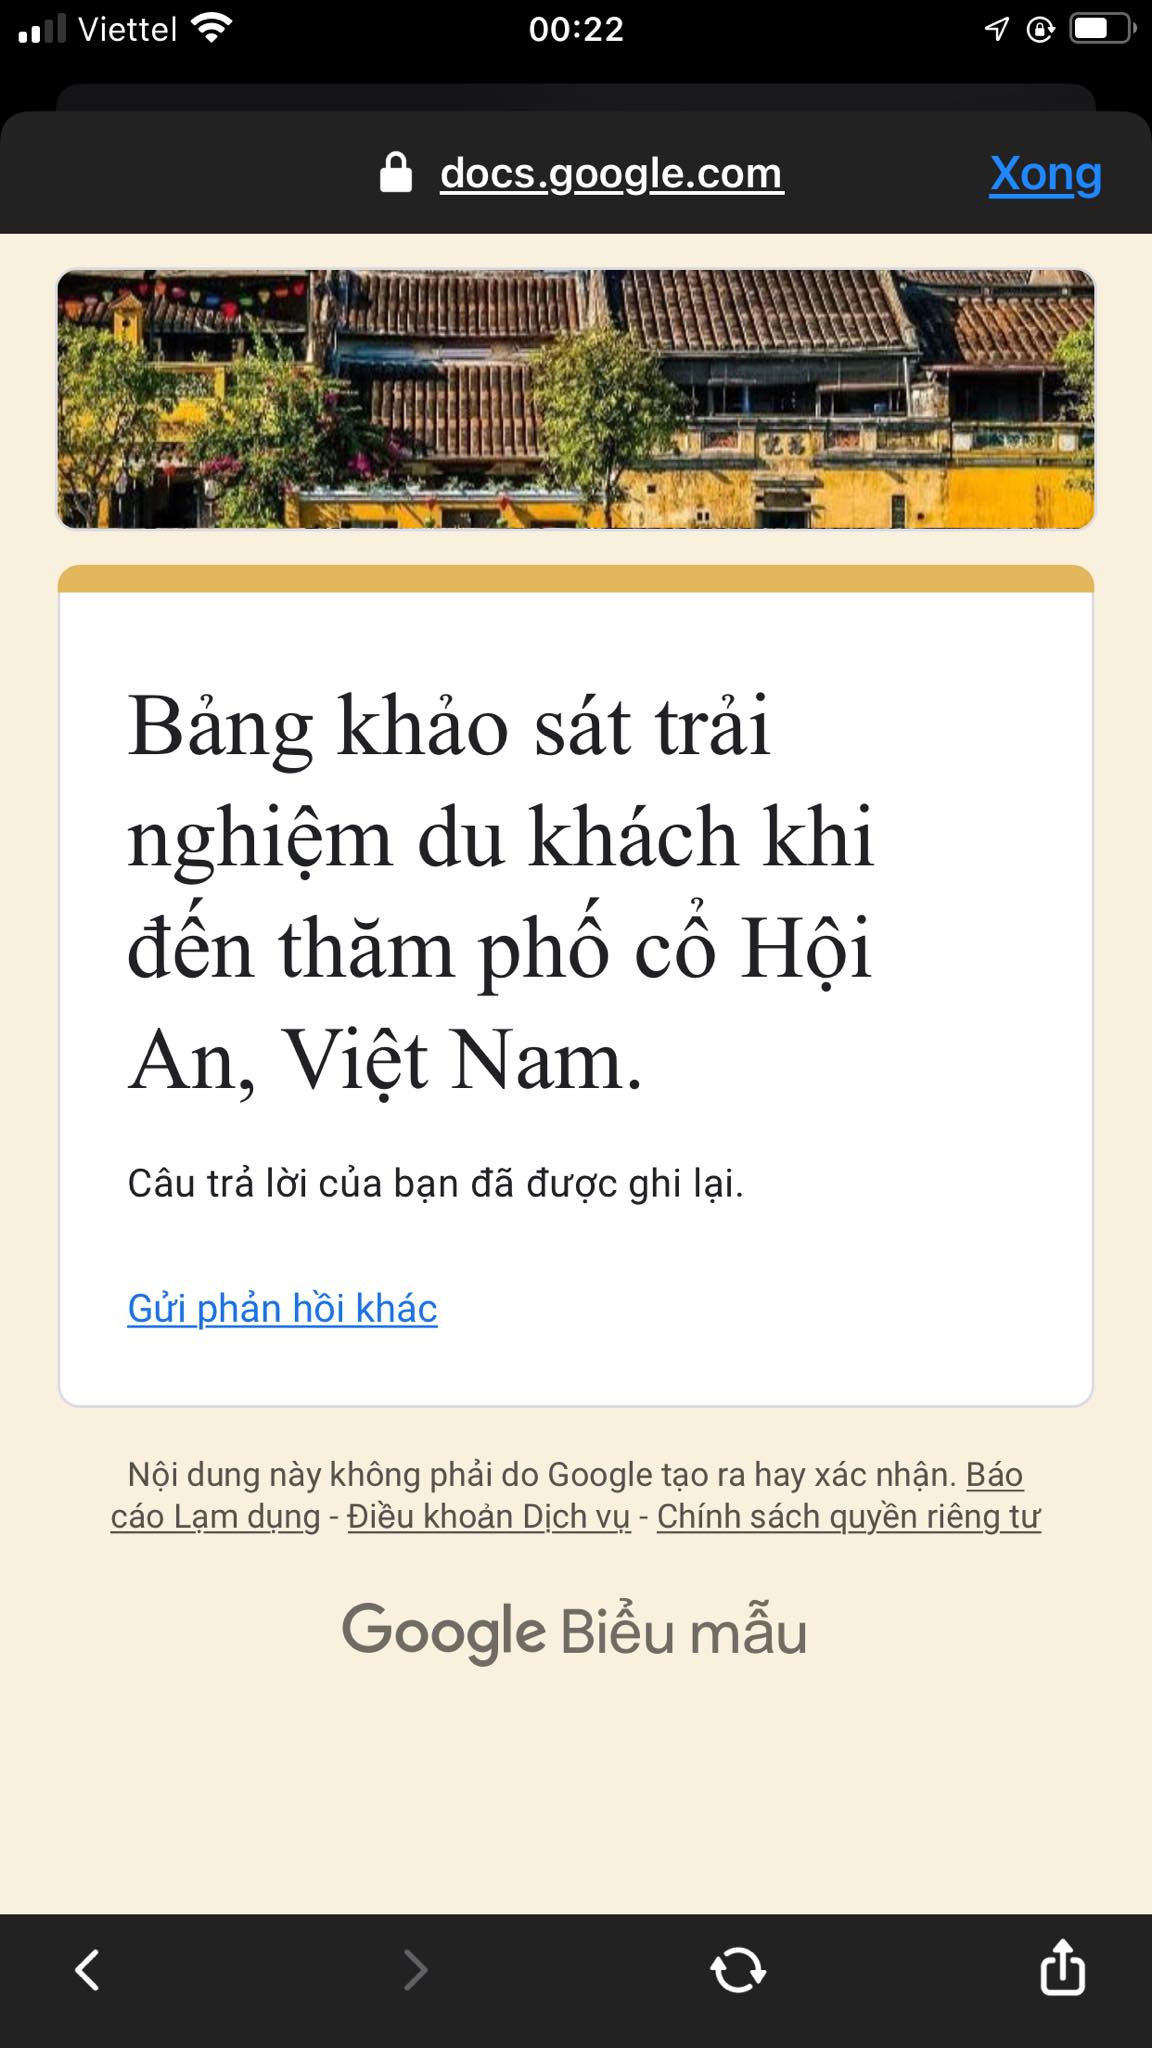 Viettel
00:22
docs.google.com
Xong
Bảng khảo sát trải
nghiệm du khách khi
đến thăm phố cổ Hội
An, Việt Nam.
Câu trả lời của bạn đã được ghi lại.
Gửi phản hồi khác
Nội dung này không phải do Google tạo ra hay xác nhận. Báo
cáo Lạm dụng - Điều khoản Dịch vụ - Chính sách quyền riêng tư
Google Biểu mẫu